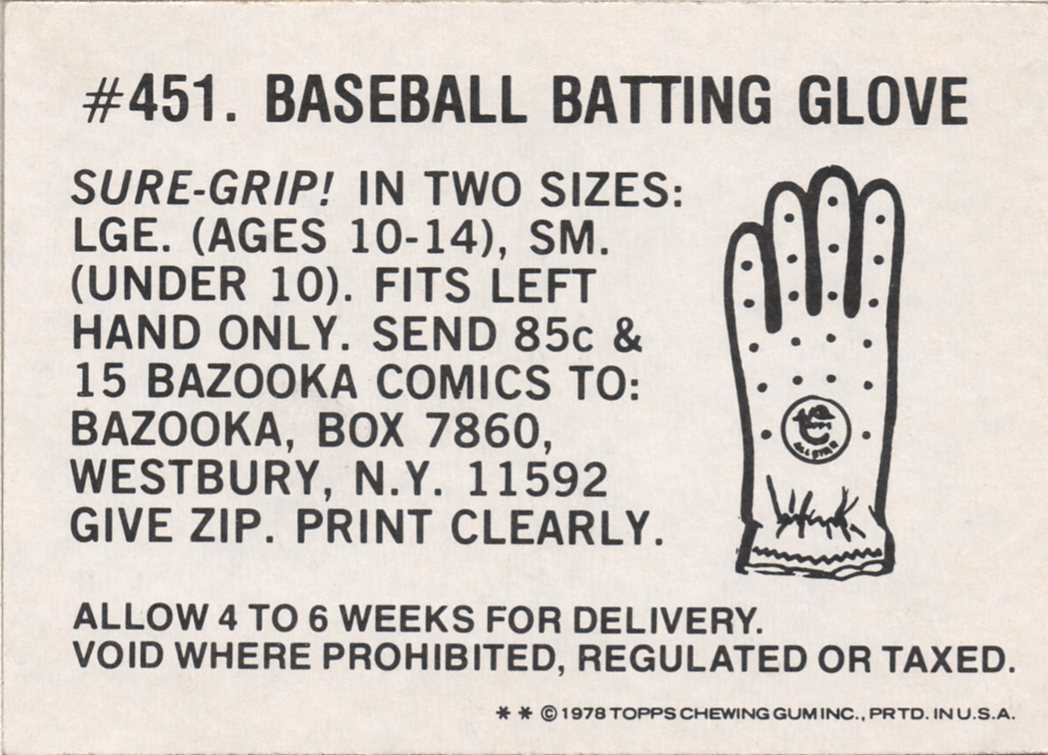 #451. BASEBALL BATTING GLOVE
SURE-GRIP! IN TWO SIZES:
LGE. (AGES 10-14), SM.
(UNDER 10). FITS LEFT
HAND ONLY. SEND 85c &
15 BAZOOKA COMICS TO:
BAZOOKA, BOX 7860,
WESTBURY, N.Y. 11592
GIVE ZIP. PRINT CLEARLY.
ALL STAR
ALLOW 4 TO 6 WEEKS FOR DELIVERY.
VOID WHERE PROHIBITED, REGULATED OR TAXED.
* * © 1978 TOPPS CHEWING GUM INC., PRTD. IN U.S.A.